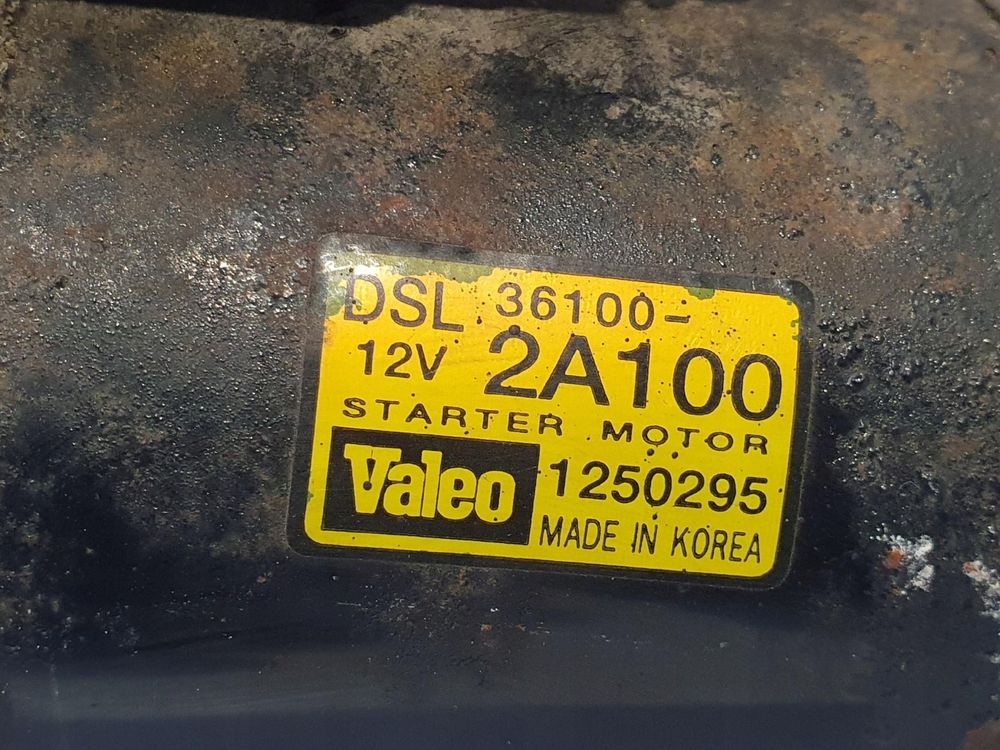 DSL 36100-
12V 2A100
STARTER MOTOR
Valeo 1250295
MADE IN KOREA